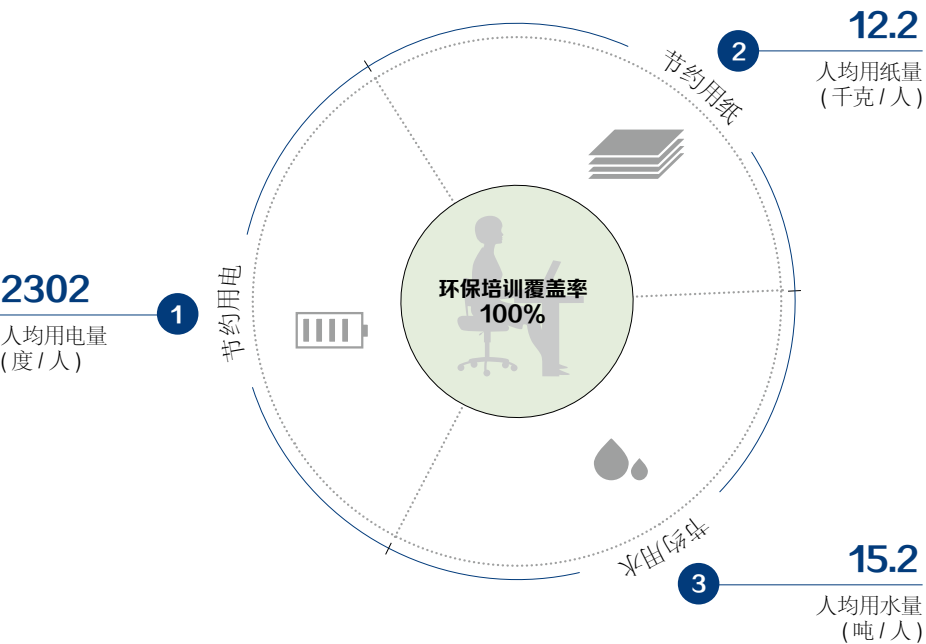 12.2
2
节约用纸
人均用纸量
(千克/人)
2302
1
节约用电
人均用电量
(度/人)
环保培训覆盖率
100%
节约用水
3
15.2
人均用水量
(吨/人)